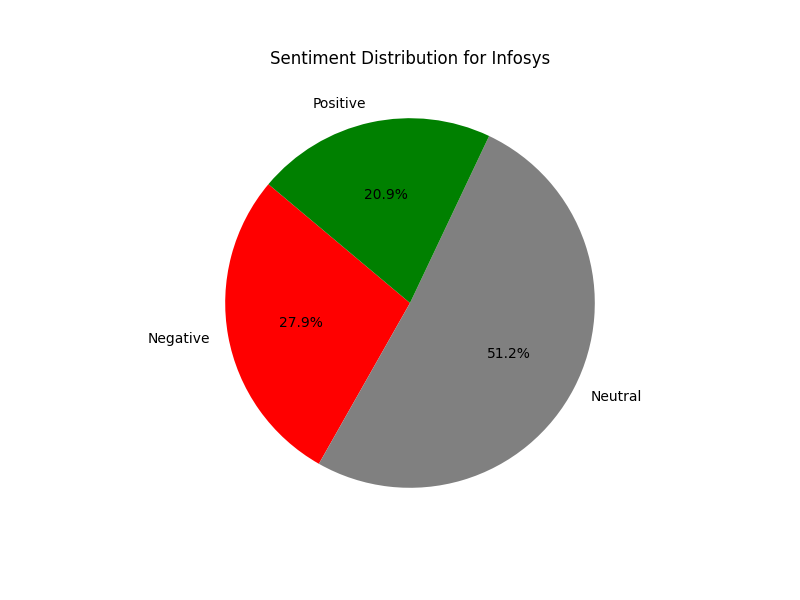 Sentiment Distribution for Infosys
Positive
20.9%
Negative
27.9%
51.2%
Neutral